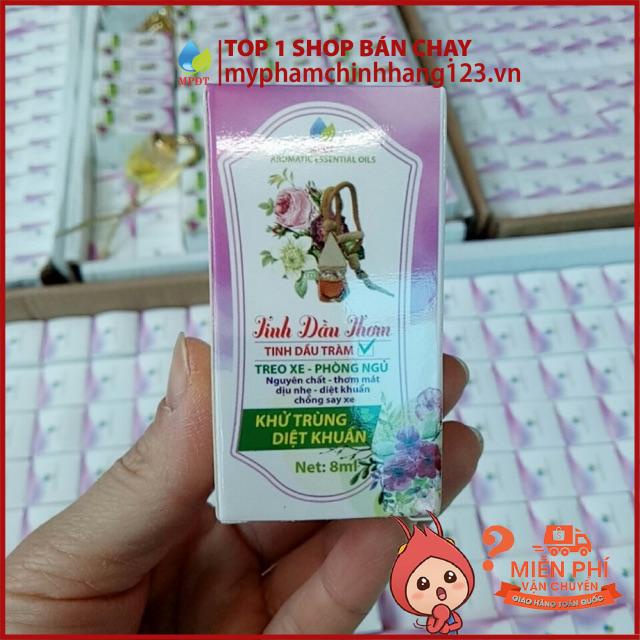 MPDT
TOP 1 SHOP BÁN CHẠY
myphamchinhhang123.vn
AROMATIC ESSENTIAL OILS
Tinh Dầu Thơm
TINH DẦU TRÀM
TREO XE - PHÒNG NGỦ
Nguyên chất - thơm mát
dịu nhẹ - diệt khuẩn
chống say xe
KHỬ TRÙNG
DIỆT KHUẨN
Net: 8ml
MIỄN PHÍ
VẬN CHUYỂN
GIAO HÀNG TOÀN QUỐC